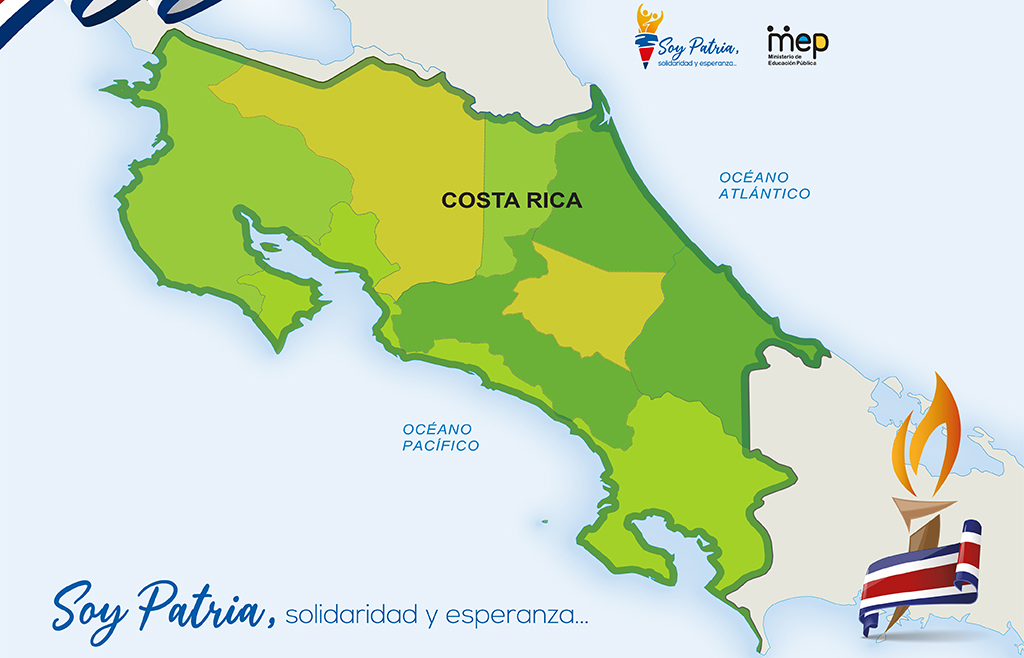 Soy Patria,
solidaridad y esperanza...
mep
Ministerio de
Educación Pública
OCÉANO
ATLÁNTICO
COSTA RICA
OCÉANO
PACÍFICO
Soy Patria, solidaridad y esperanza...